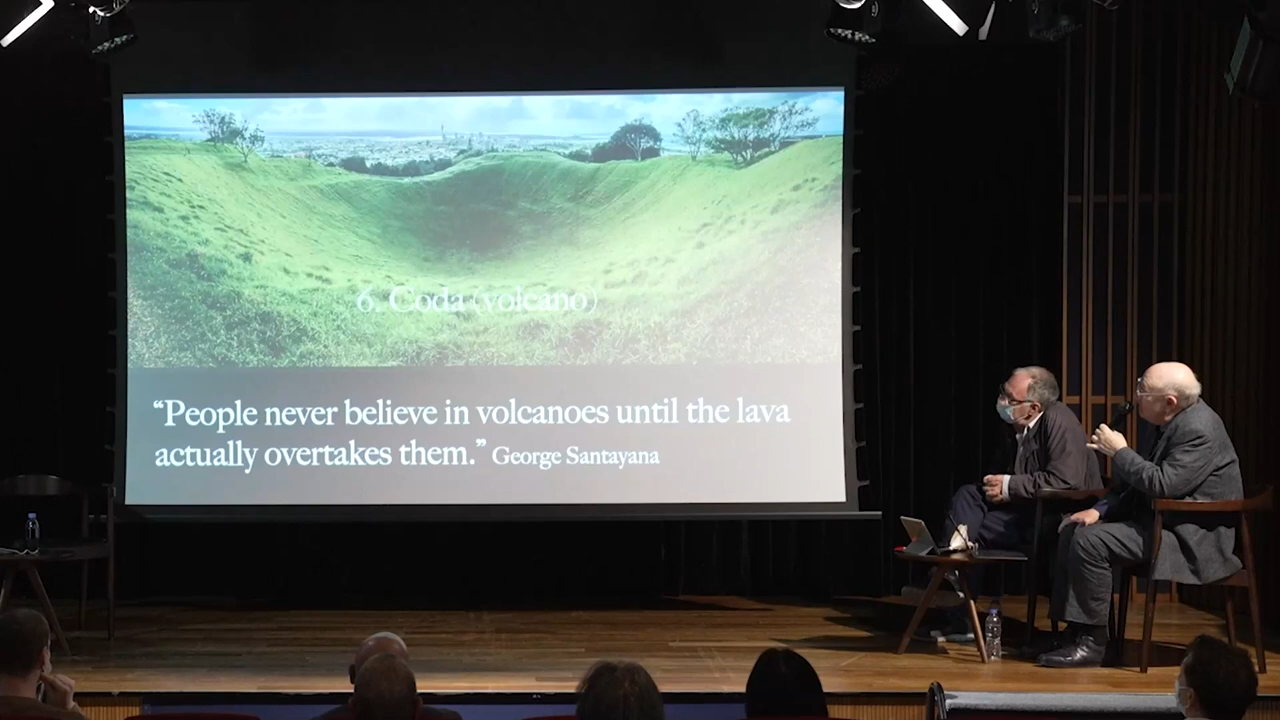 6. Coda (volcano)
“People never believe in volcanoes until the lava
actually overtakes them.” George Santayana